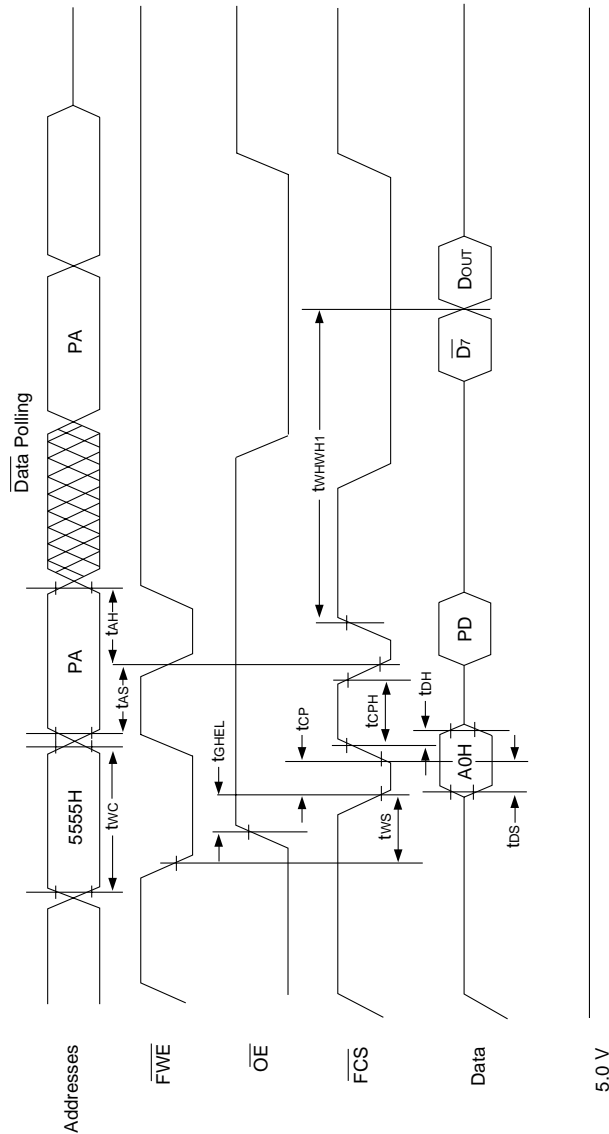 Data Polling
Addresses
5555H
PA
PA
tWC
tAS
tAH
FWE
tGHEL
OE
tWHWH1
tCP
FCS
tWS
tCPH
tDH
Data
A0H
PD
D7
DOUT
tDS
5.0 V